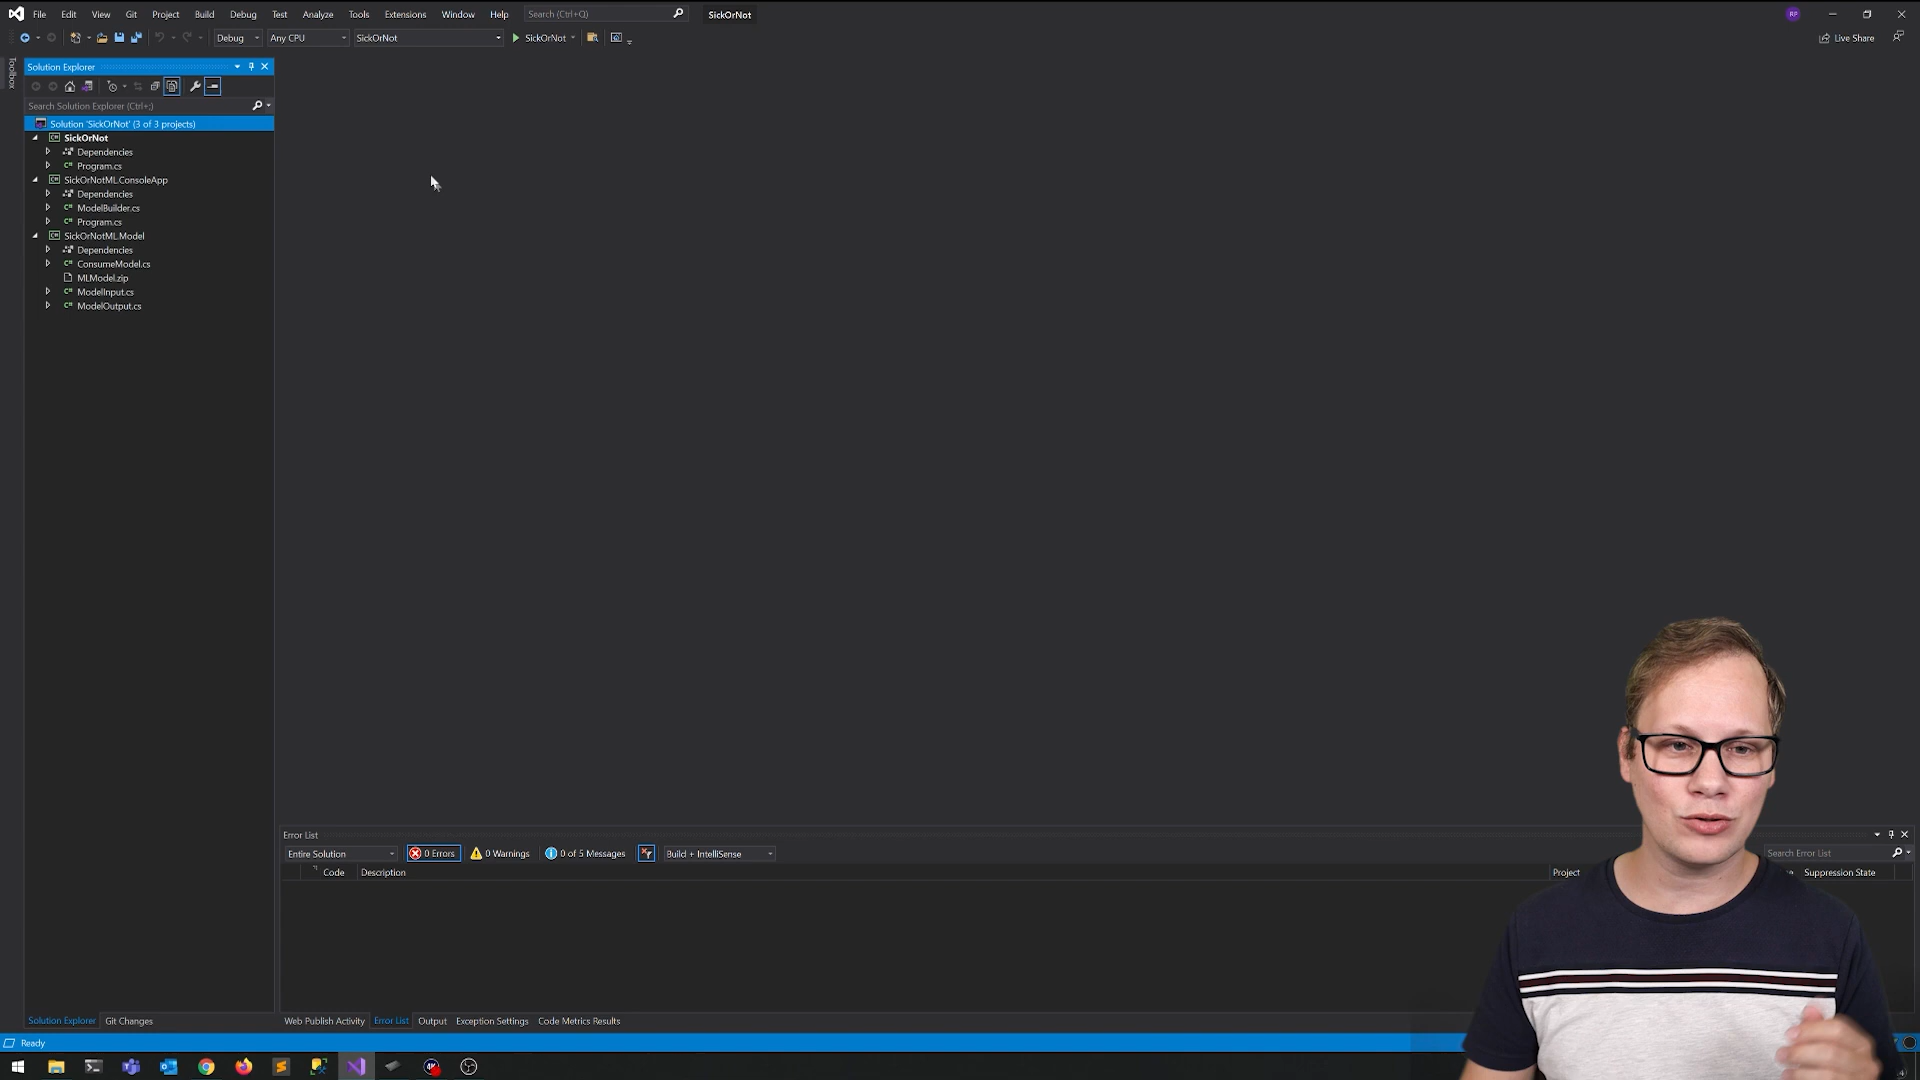 File Edit View Git Project Build Debug Test Analyze Tools Extensions Window Help Search (Ctrl+Q) SickOrNot RP
Debug Any CPU SickOrNot SickOrNot Live Share
Toolbox
Solution Explorer
Search Solution Explorer (Ctrl+;)
Solution 'SickOrNot' (3 of 3 projects)
SickOrNot
Dependencies
C# Program.cs
SickOrNotML.ConsoleApp
Dependencies
C# ModelBuilder.cs
C# Program.cs
SickOrNotML.Model
Dependencies
C# ConsumeModel.cs
MLModel.zip
C# ModelInput.cs
C# ModelOutput.cs
Error List
Entire Solution 0 Errors 0 Warnings 0 of 5 Messages Build + IntelliSense Search Error List
Code Description Project Suppression State
Solution Explorer Git Changes Web Publish Activity Error List Output Exception Settings Code Metrics Results
Ready